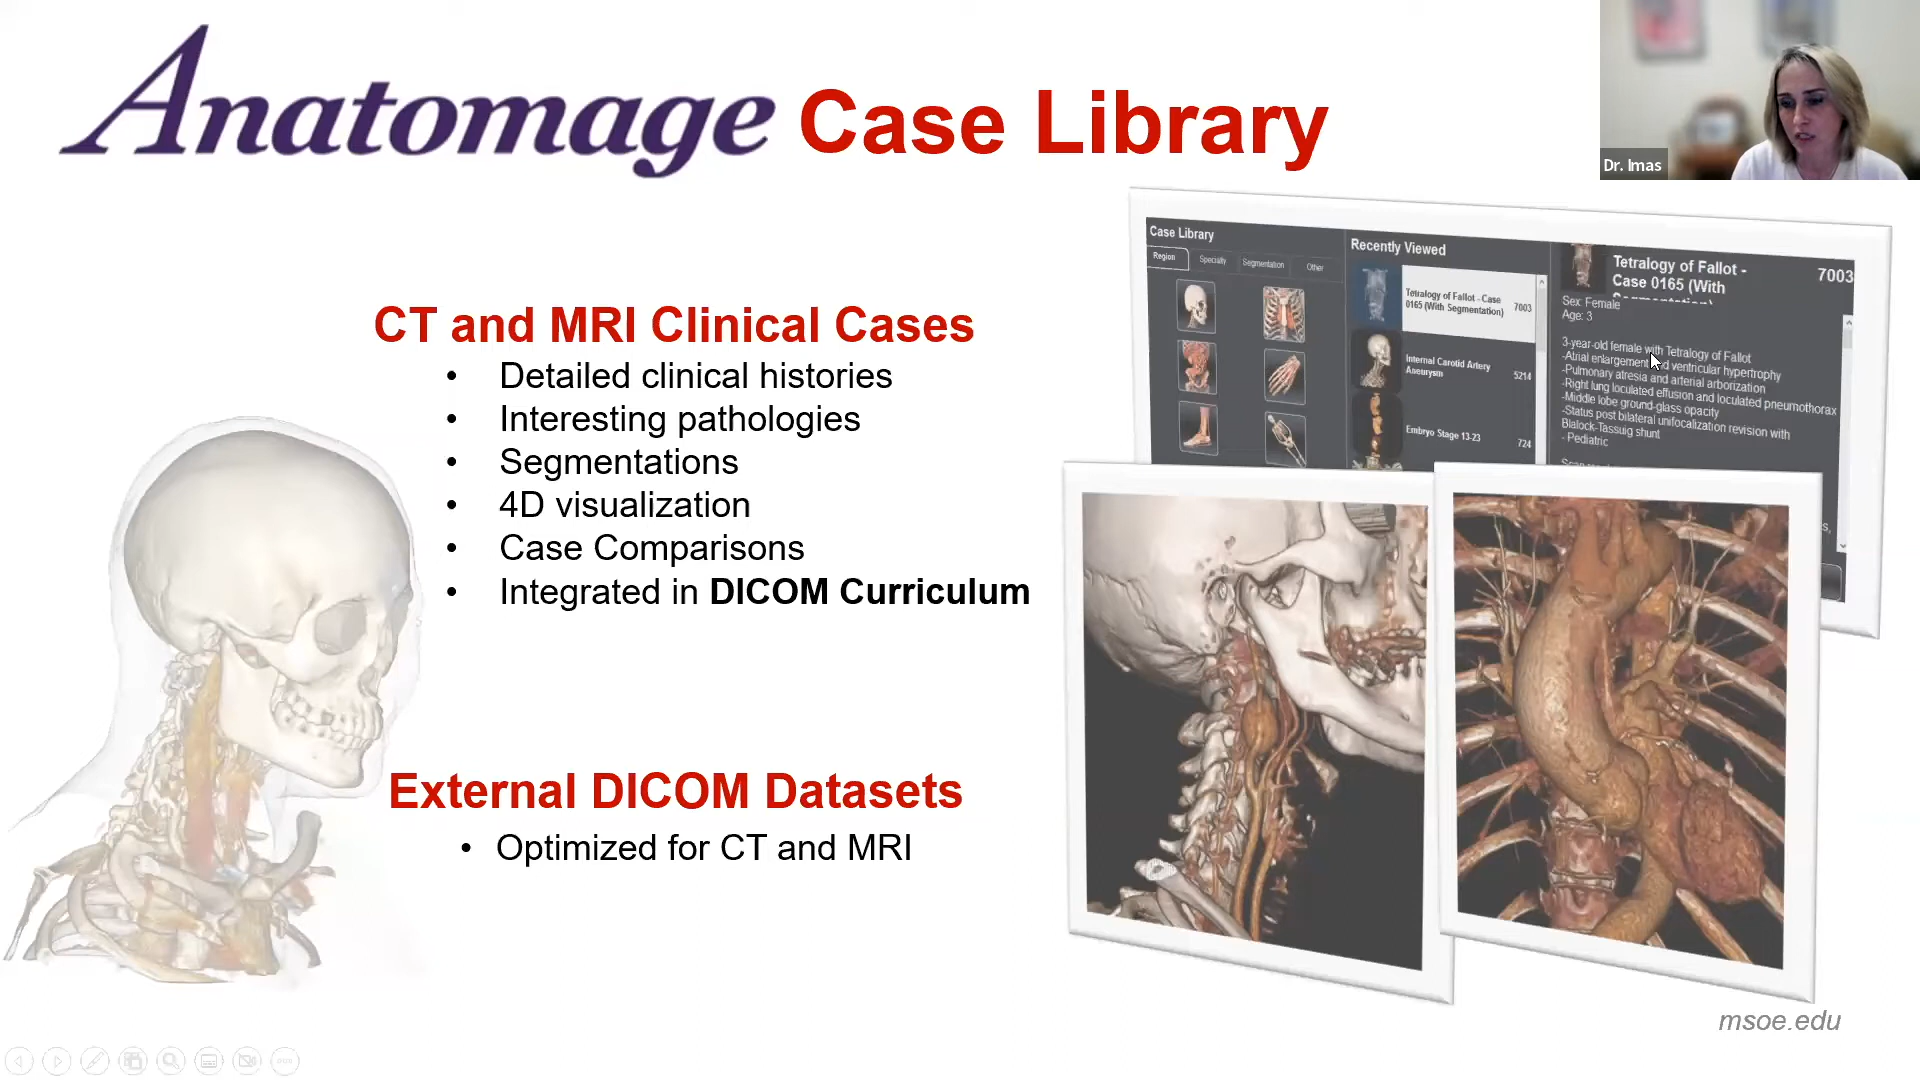 Anatomage Case Library
Dr. Imas
CT and MRI Clinical Cases
• Detailed clinical histories
• Interesting pathologies
• Segmentations
• 4D visualization
• Case Comparisons
• Integrated in DICOM Curriculum
External DICOM Datasets
• Optimized for CT and MRI
Case Library
Region Specialty Segmentation Other
Recently Viewed
Tetralogy of Fallot - Case
0165 (With Segmentation) 7003
Internal Carotid Artery
Aneurysm 5214
Embryo Stage 13-23 724
Tetralogy of Fallot - 7003
Case 0165 (With
Segmentation)
Sex: Female
Age: 3
3-year-old female with Tetralogy of Fallot
-Atrial enlargement and ventricular hypertrophy
-Pulmonary atresia and arterial arborization
-Right lung loculated effusion and loculated pneumothorax
-Middle lobe ground-glass opacity
-Status post bilateral unifocalization revision with
Blalock-Tassuig shunt
- Pediatric
msoe.edu